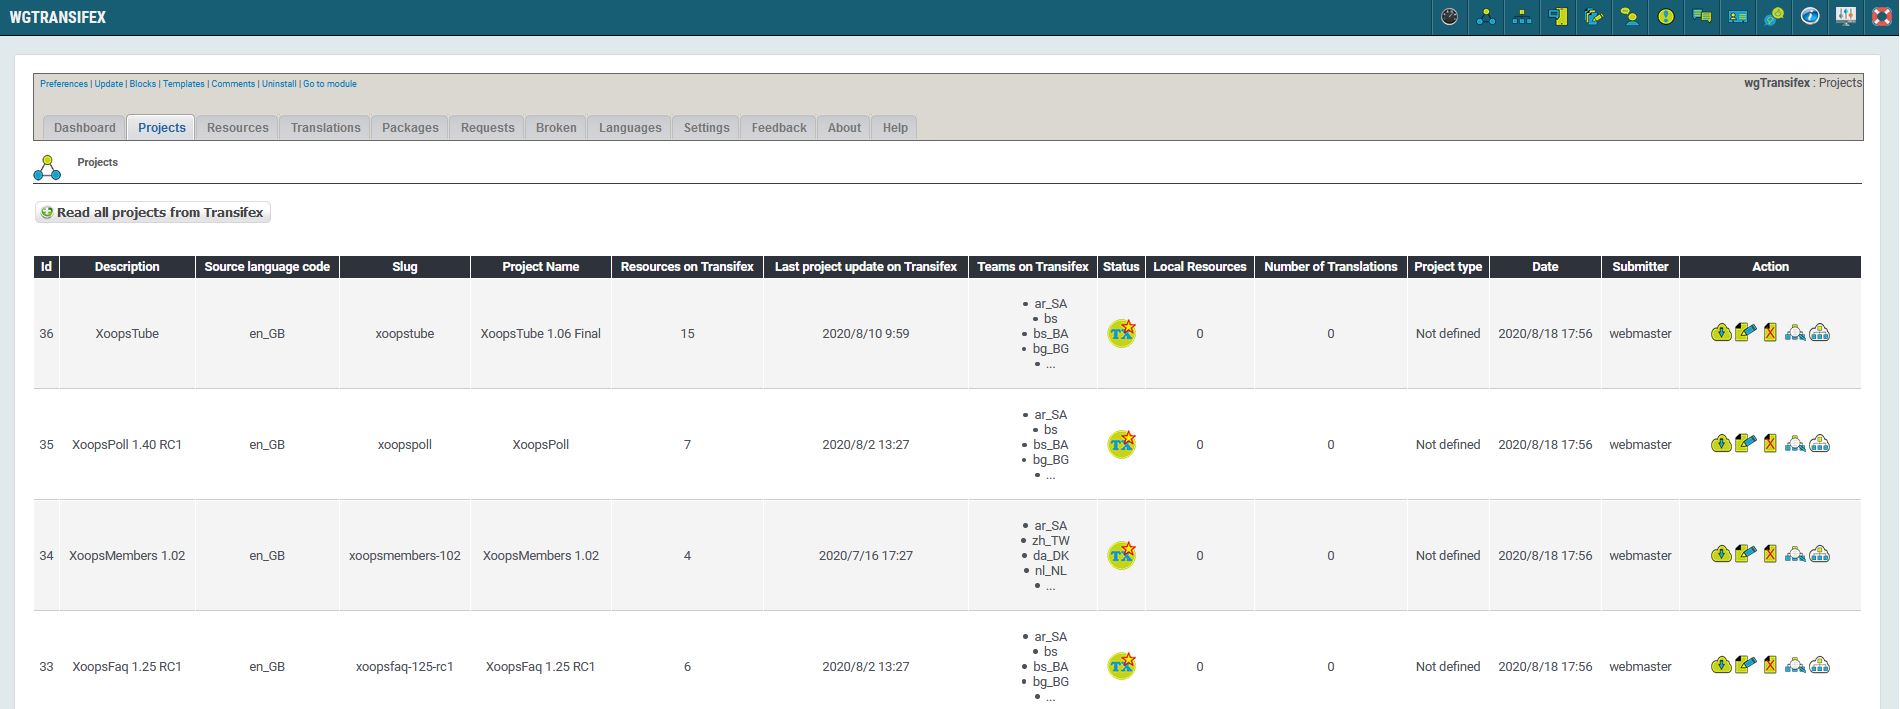 WGTRANSIFEX
Preferences | Update | Blocks | Templates | Comments | Uninstall | Go to module
wgTransifex : Projects
Dashboard Projects Resources Translations Packages Requests Broken Languages Settings Feedback About Help
Projects
Read all projects from Transifex
Id Description Source language code Slug Project Name Resources on Transifex Last project update on Transifex Teams on Transifex Status Local Resources Number of Translations Project type Date Submitter Action
• ar_SA
• bs
36 XoopsTube en_GB xoopstube XoopsTube 1.06 Final 15 2020/8/10 9:59 • bs_BA TX 0 0 Not defined 2020/8/18 17:56 webmaster
• bg_BG
• ...
• ar_SA
• bs
35 XoopsPoll 1.40 RC1 en_GB xoopspoll XoopsPoll 7 2020/8/2 13:27 • bs_BA TX 0 0 Not defined 2020/8/18 17:56 webmaster
• bg_BG
• ...
• ar_SA
• zh_TW
34 XoopsMembers 1.02 en_GB xoopsmembers-102 XoopsMembers 1.02 4 2020/7/16 17:27 • da_DK TX 0 0 Not defined 2020/8/18 17:56 webmaster
• nl_NL
• ...
• ar_SA
• bs
33 XoopsFaq 1.25 RC1 en_GB xoopsfaq-125-rc1 XoopsFaq 1.25 RC1 6 2020/8/2 13:27 • bs_BA TX 0 0 Not defined 2020/8/18 17:56 webmaster
• bg_BG
• ...